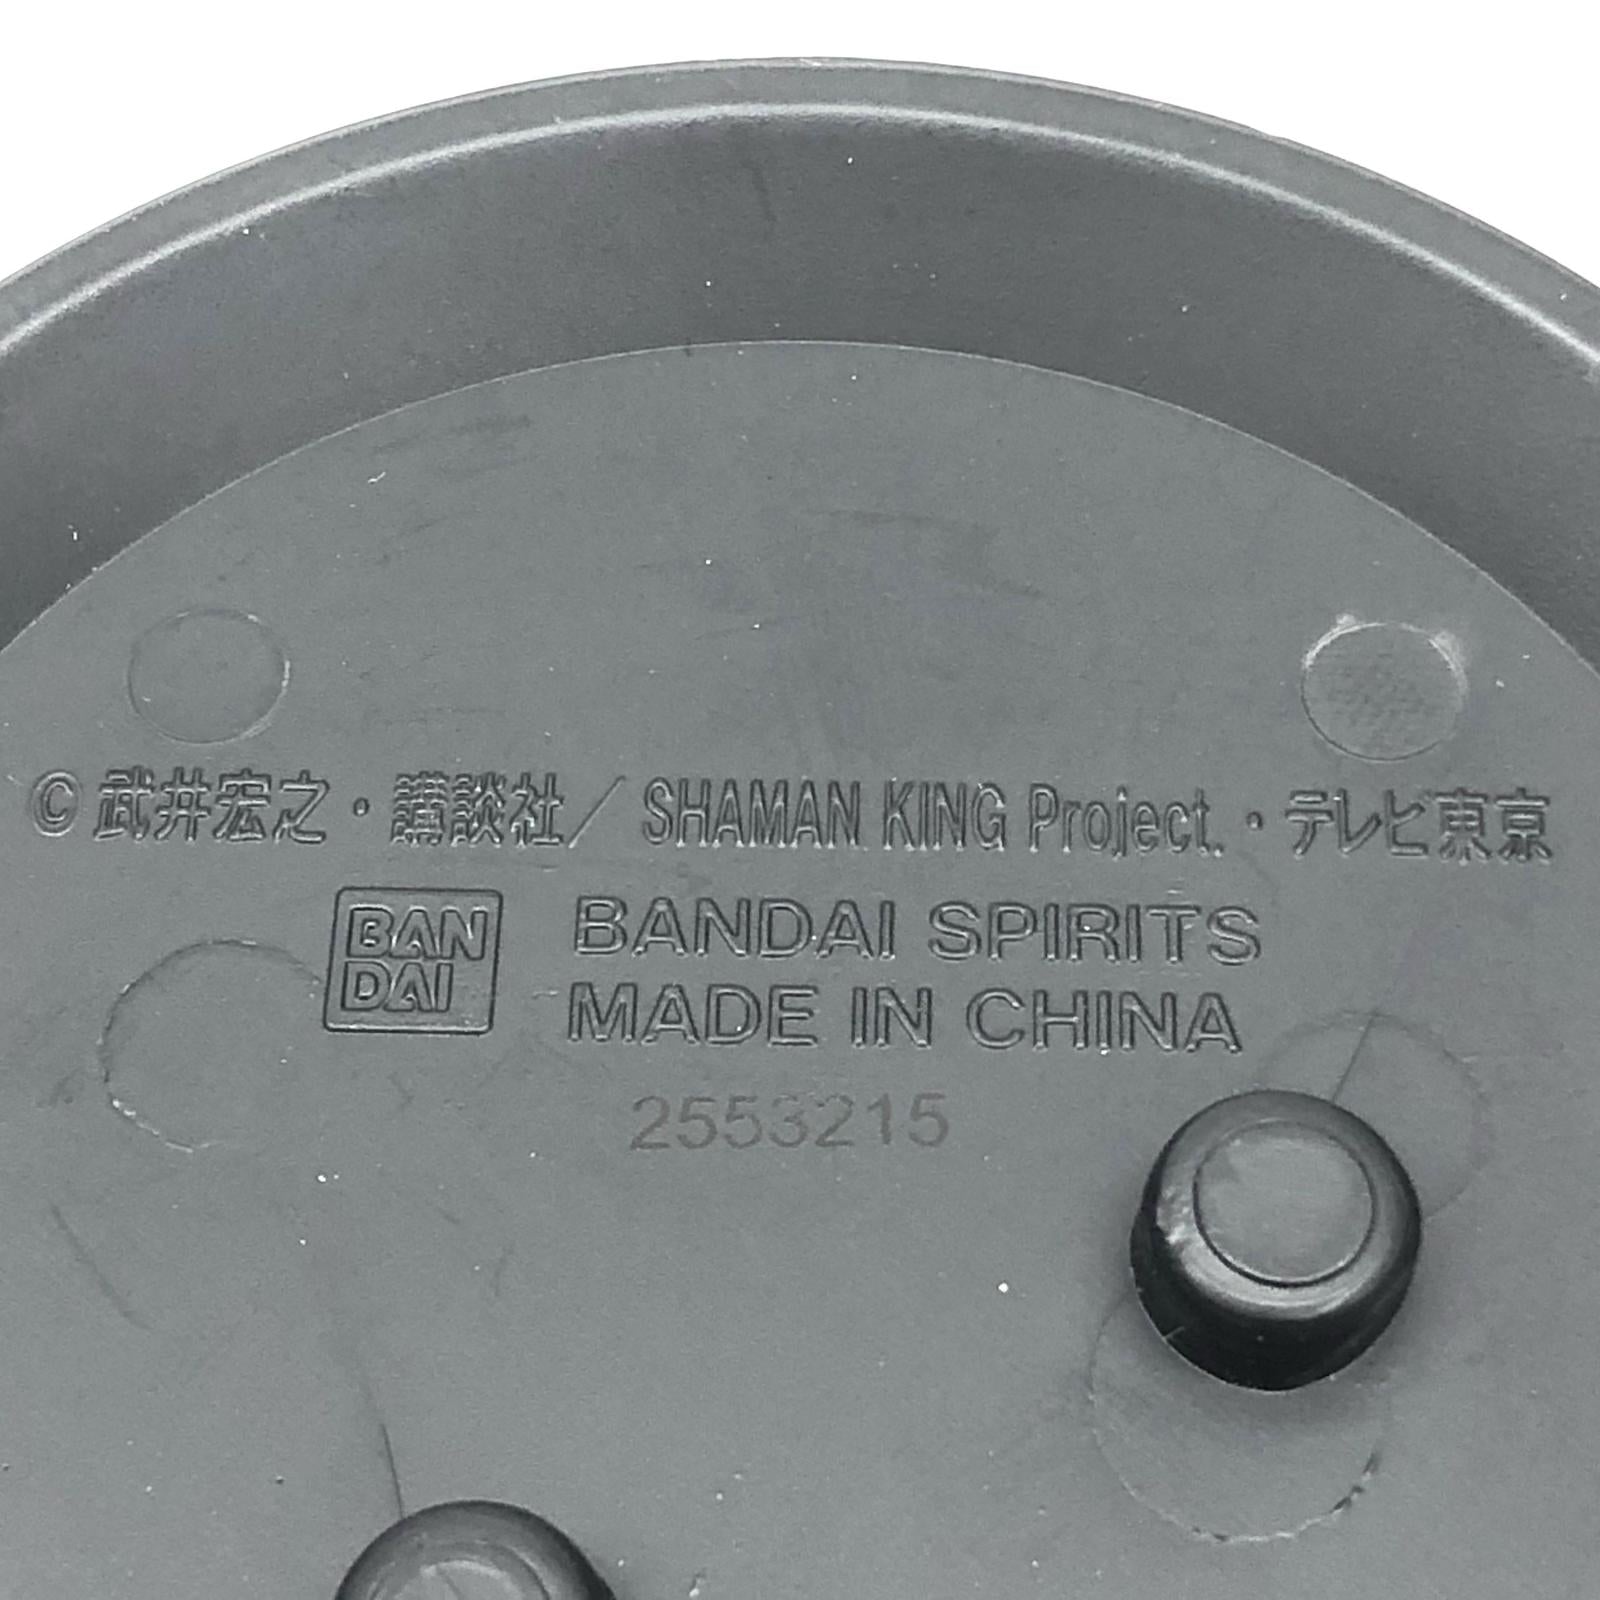 © 武井宏之・講談社/ SHAMAN KING Project.・テレビ東京
BAN
DAI
BANDAI SPIRITS
MADE IN CHINA
2553215